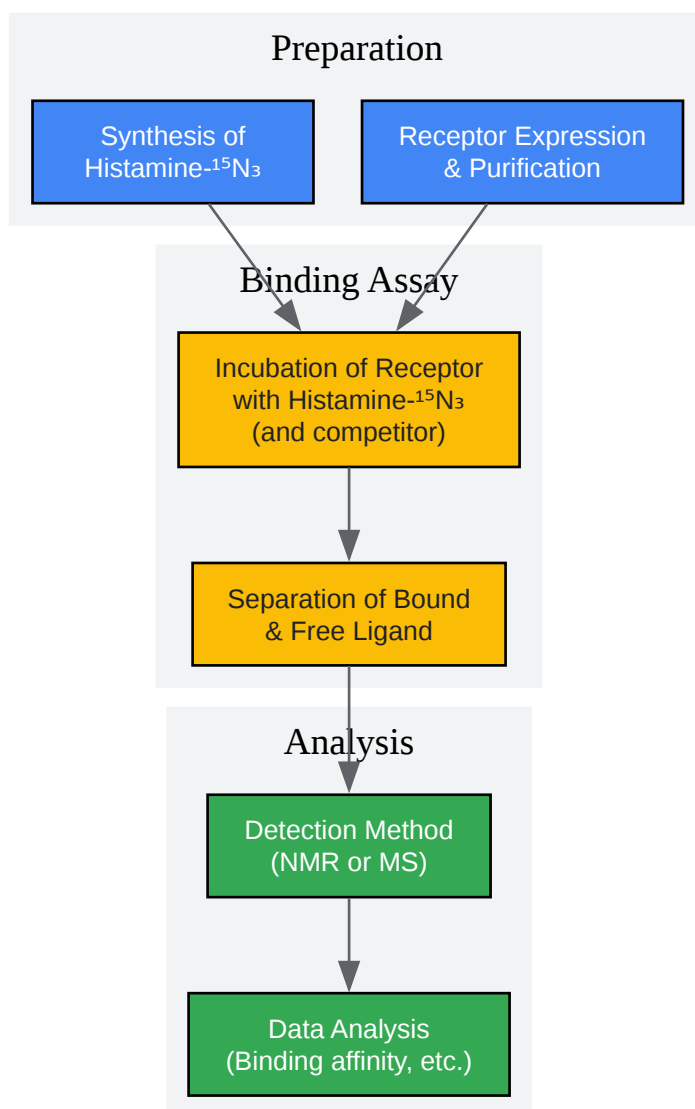 Preparation
Synthesis of
Histamine-¹⁵N₃
Receptor Expression
& Purification
Binding Assay
Incubation of Receptor
with Histamine-¹⁵N₃
(and competitor)
Separation of Bound
& Free Ligand
Analysis
Detection Method
(NMR or MS)
Data Analysis
(Binding affinity, etc.)